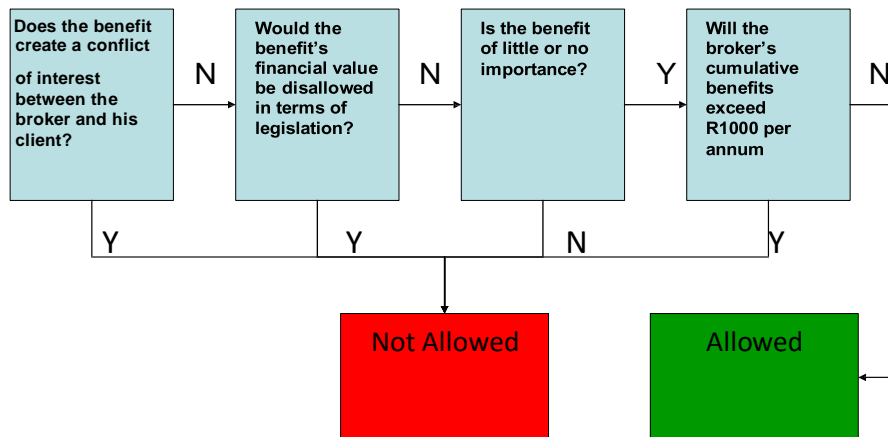 Does the benefit
create a conflict
of interest
between the
broker and his
client?
N
Would the
benefit's
financial value
be disallowed
in terms of
legislation?
N
Is the benefit
of little or no
importance?
Y
Will the
broker's
cumulative
benefits
exceed
R1000 per
annum
N
Y
Y
N
Y
Not Allowed
Allowed